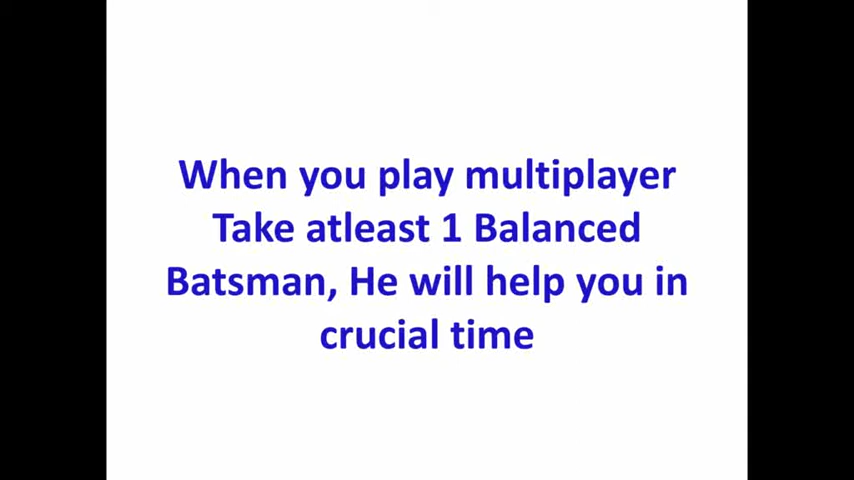 When you play multiplayer
Take atleast 1 Balanced
Batsman, He will help you in
crucial time